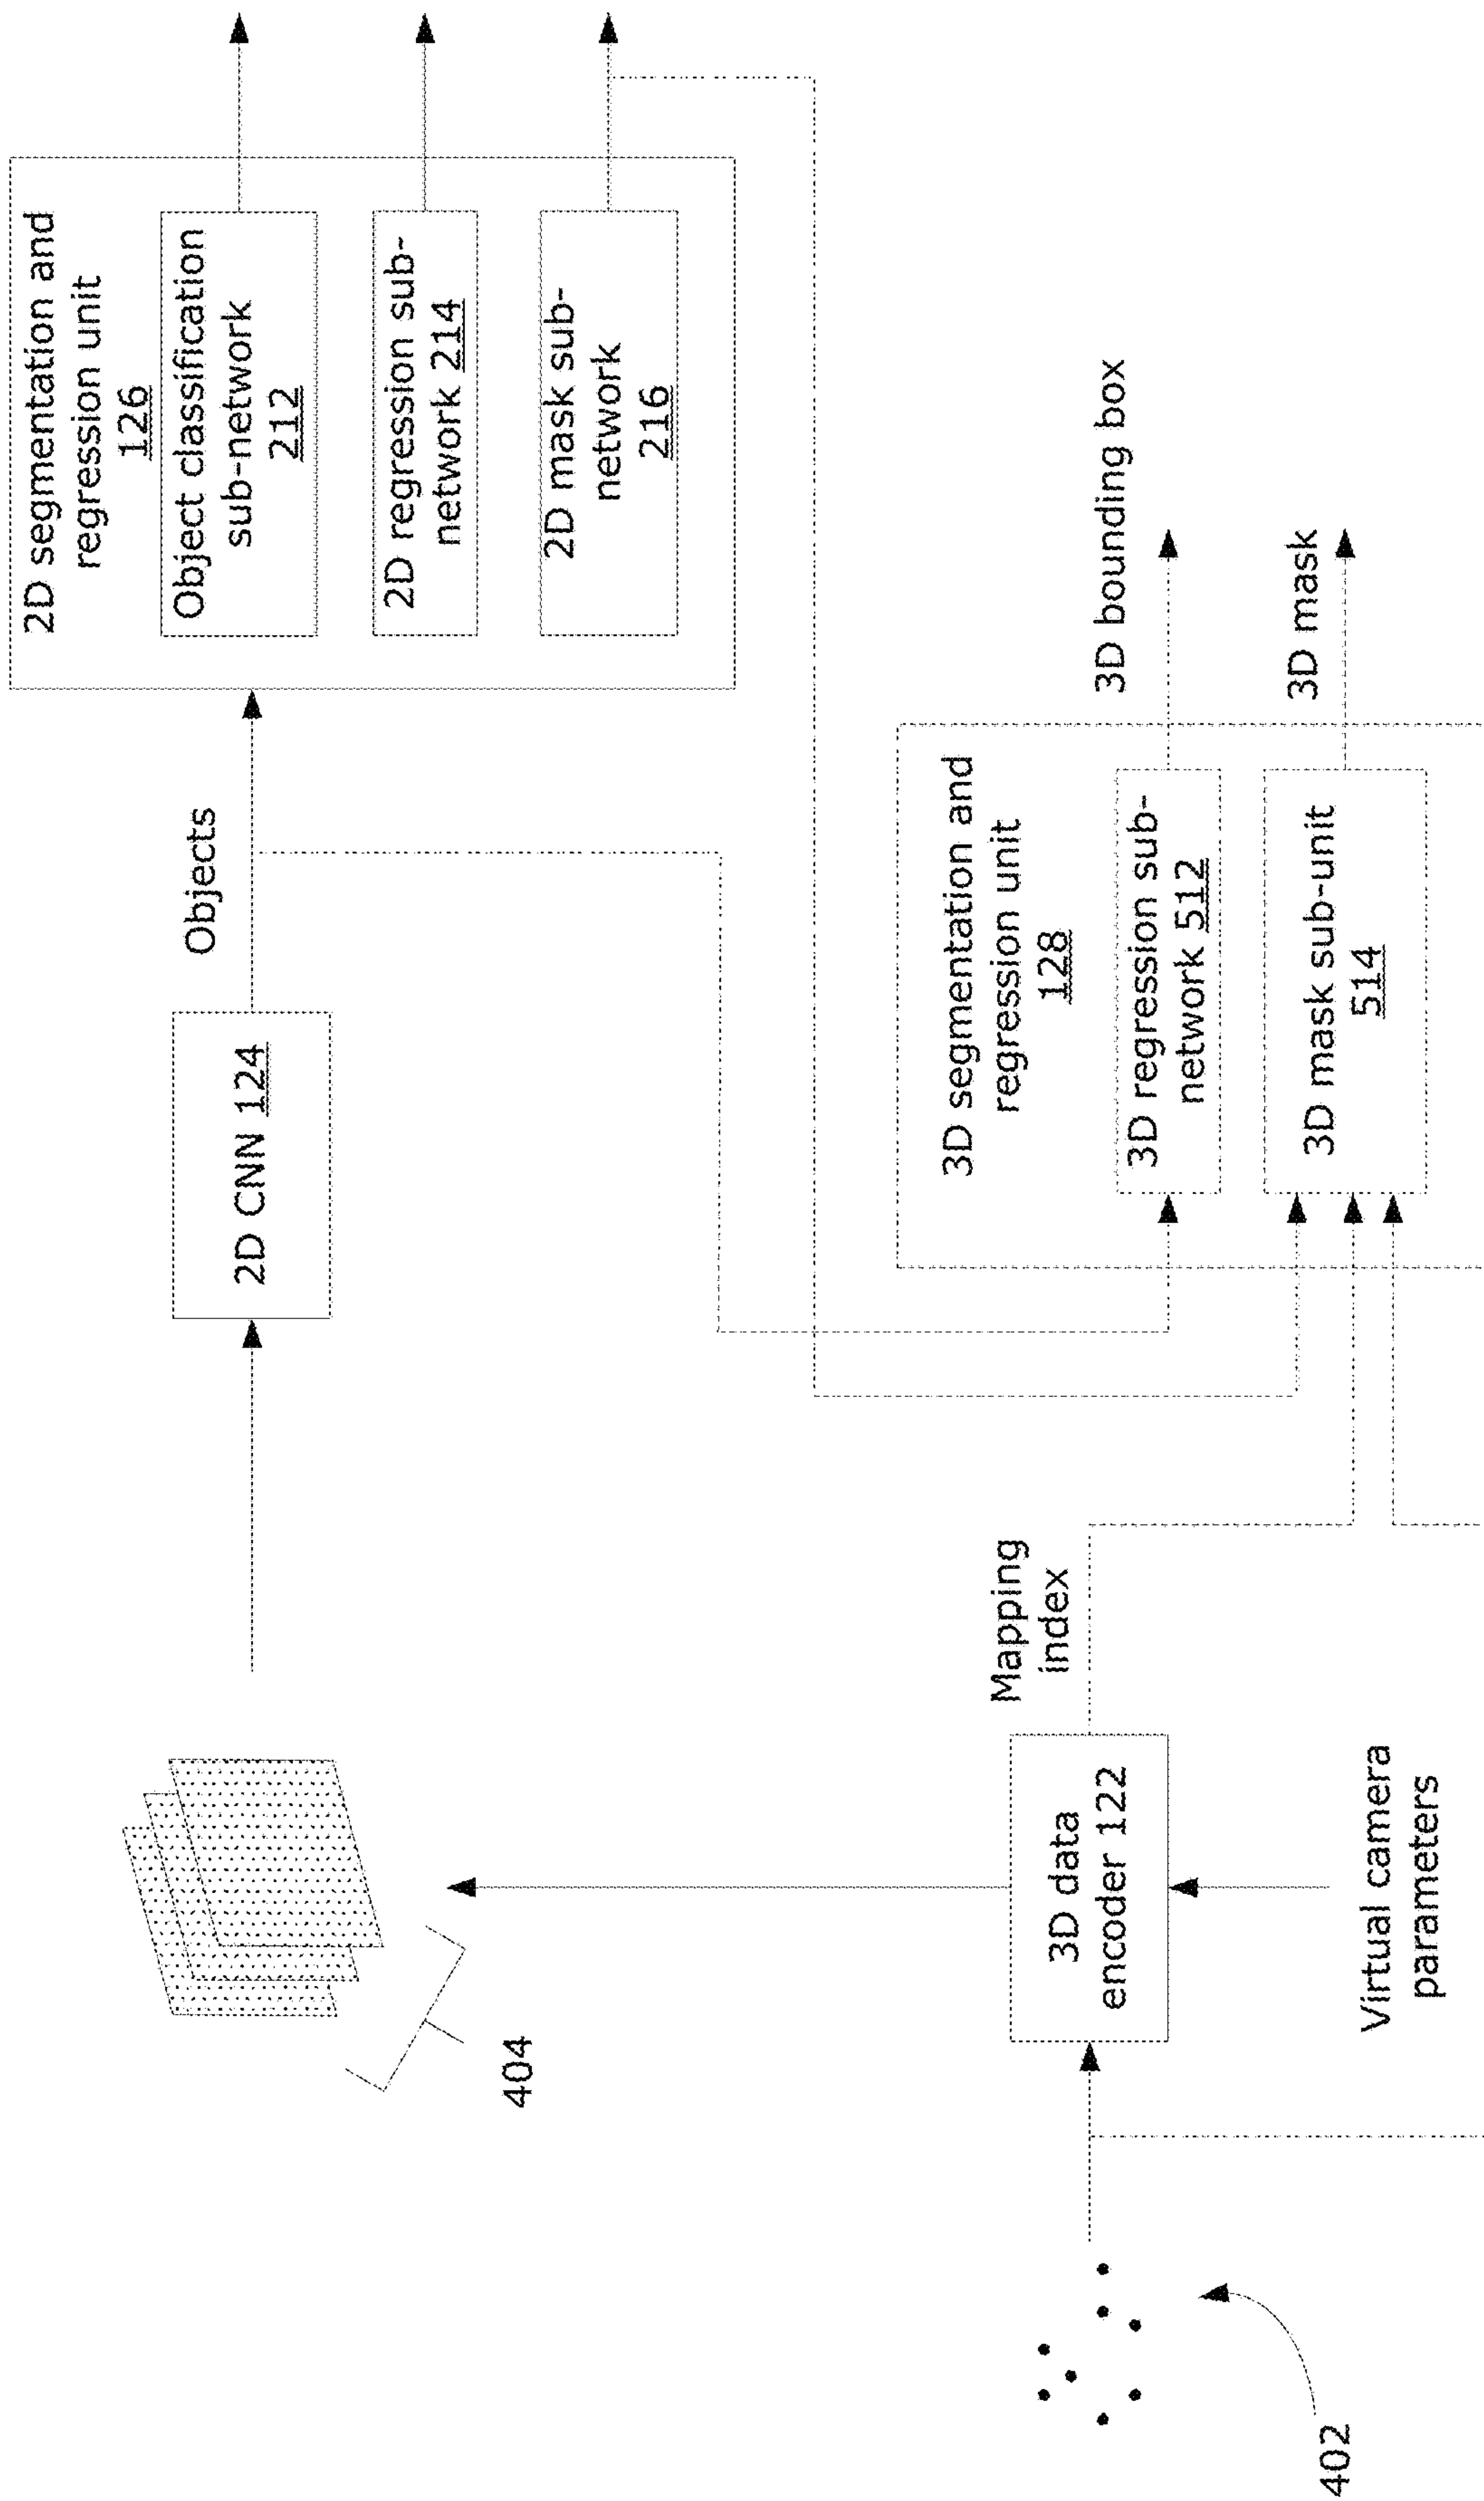 2D segmentation and
regression unit
126
Object classification
sub-network
212
2D regression sub-
network 214
2D mask sub-
network
216
Objects
2D CNN 124
404
3D segmentation and
regression unit
128
3D regression sub-
network 512
3D mask sub-unit
514
3D bounding box
3D mask
Mapping
index
3D data
encoder 122
Virtual camera
parameters
402